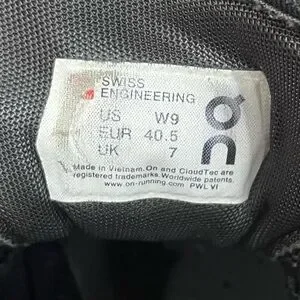 SWISS
ENGINEERING
US W9
EUR 40.5
UK 7
Made in Vietnam. On and CloudTec are
registered trademarks. Worldwide patents.
www.on-running.com PWL VI
On